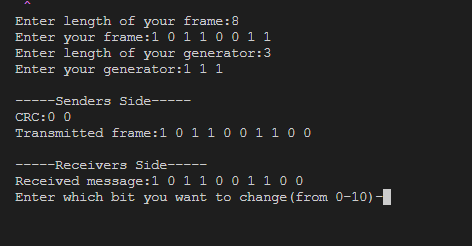 ^
Enter length of your frame:8
Enter your frame:1 0 1 1 0 0 1 1
Enter length of your generator:3
Enter your generator:1 1 1
-----Senders Side-----
CRC:0 0
Transmitted frame:1 0 1 1 0 0 1 1 0 0
-----Receivers Side-----
Received message:1 0 1 1 0 0 1 1 0 0
Enter which bit you want to change(from 0-10)-